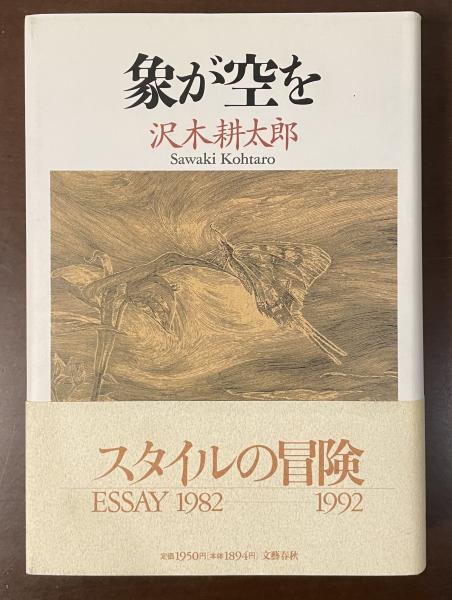 象が空を
沢木耕太郎
Sawaki Kohtaro
スタイルの冒険
ESSAY 1982 1992
定価1950円[本体1894円] 文藝春秋